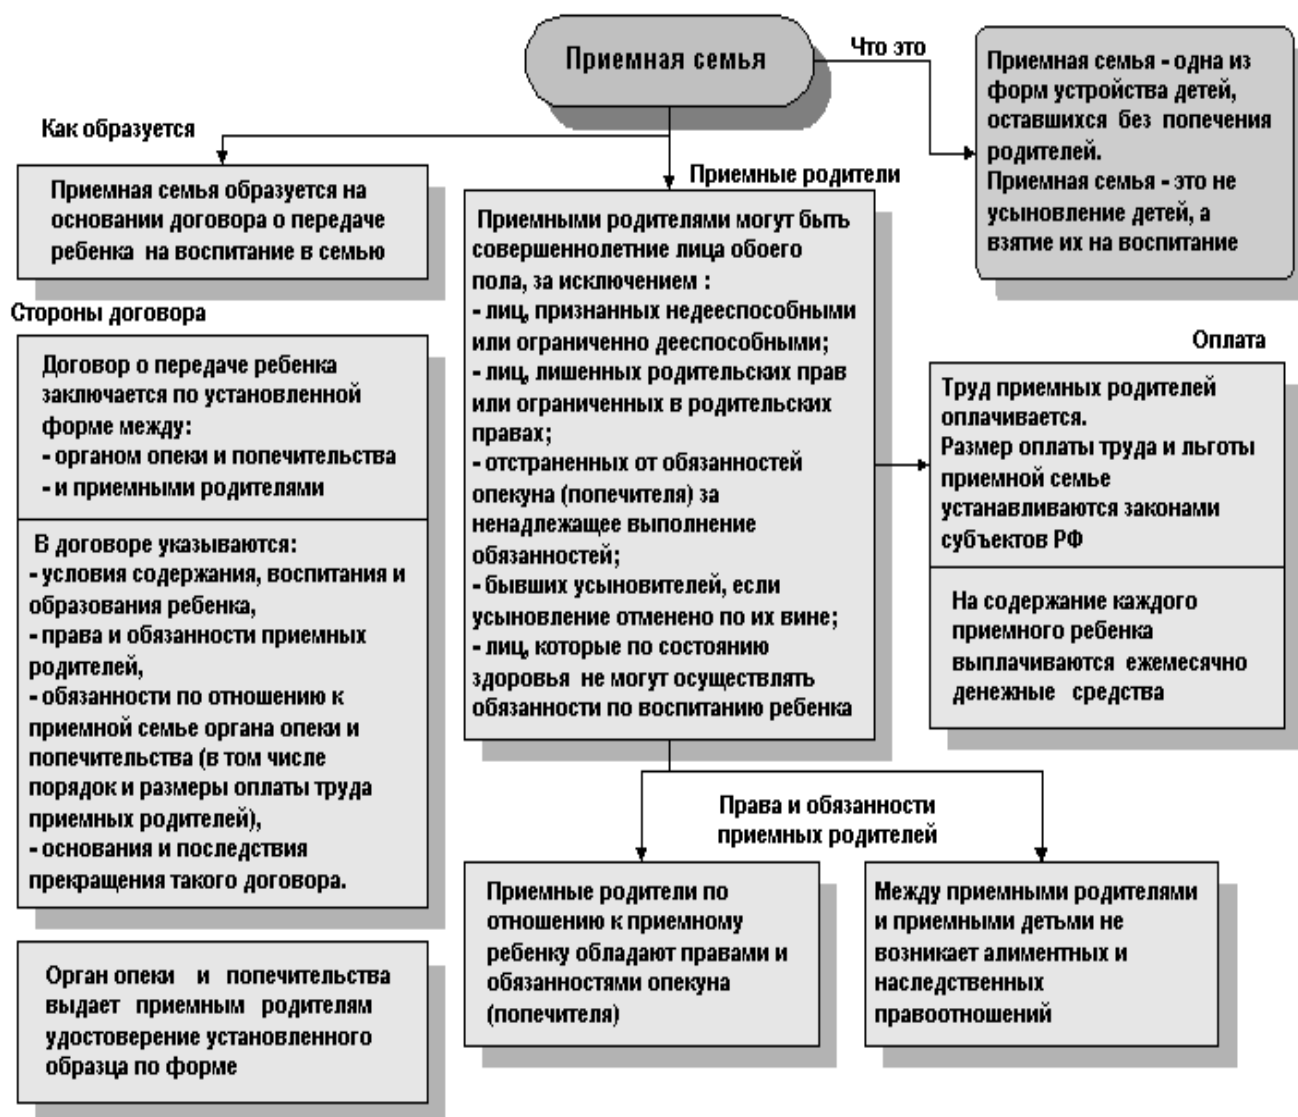 Приемная семья
Что это
Приемная семья - одна из
форм устройства детей,
оставшихся без попечения
родителей.
Приемная семья - это не
усыновление детей, а
взятие их на воспитание
Как образуется
Приемная семья образуется на
основании договора о передаче
ребенка на воспитание в семью
Стороны договора
Договор о передаче ребенка
заключается по установленной
форме между:
- органом опеки и попечительства
- и приемными родителями
В договоре указываются:
- условия содержания, воспитания и
образования ребенка,
- права и обязанности приемных
родителей,
- обязанности по отношению к
приемной семье органа опеки и
попечительства (в том числе
порядок и размеры оплаты труда
приемных родителей),
- основания и последствия
прекращения такого договора.
Орган опеки и попечительства
выдает приемным родителям
удостоверение установленного
образца по форме
Приемные родители
Приемными родителями могут быть
совершеннолетние лица обоего
пола, за исключением :
- лиц, признанных недееспособными
или ограниченно дееспособными;
- лиц, лишенных родительских прав
или ограниченных в родительских
правах;
- отстраненных от обязанностей
опекуна (попечителя) за
ненадлежащее выполнение
обязанностей;
- бывших усыновителей, если
усыновление отменено по их вине;
- лиц, которые по состоянию
здоровья не могут осуществлять
обязанности по воспитанию ребенка
Оплата
Труд приемных родителей
оплачивается.
Размер оплаты труда и льготы
приемной семье
устанавливаются законами
субъектов РФ
На содержание каждого
приемного ребенка
выплачиваются ежемесячно
денежные средства
Права и обязанности
приемных родителей
Приемные родители по
отношению к приемному
ребенку обладают правами и
обязанностями опекуна
(попечителя)
Между приемными родителями
и приемными детьми не
возникает алиментных и
наследственных
правоотношений